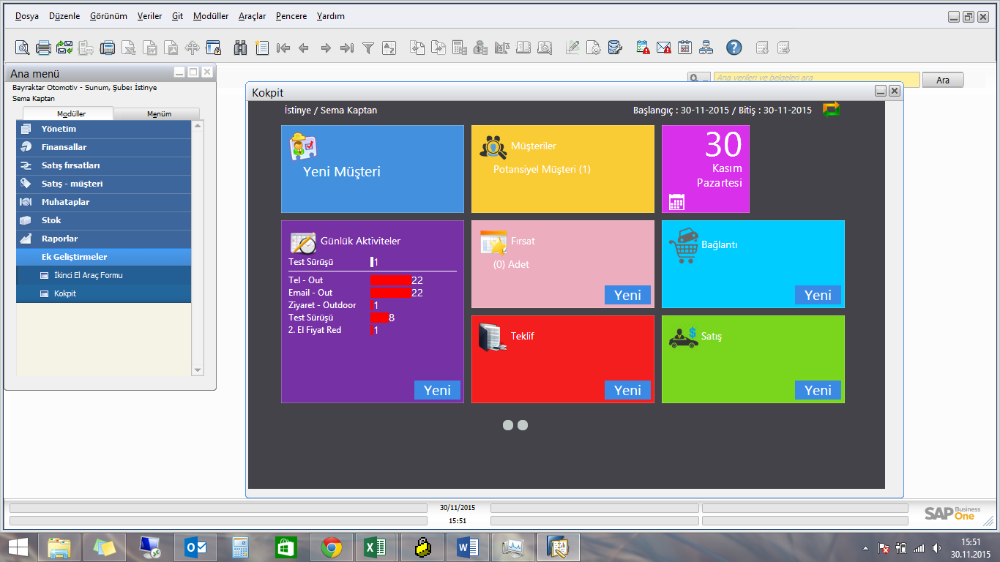 Dosya Düzenle Görünüm Veriler Git Modüller Araçlar Pencere Yardım
Ana menü
Bayraktar Otomotiv - Sunum, Şube: İstinye
Sema Kaptan
Modüller Menüm
Yönetim
Finansallar
Satış fırsatları
Satış - müşteri
Muhataplar
Stok
Raporlar
Ek Geliştirmeler
İkinci El Araç Formu
Kokpit
Ana verileri ve belgeleri ara Ara
Kokpit
İstinye / Sema Kaptan Başlangıç : 30-11-2015 / Bitiş : 30-11-2015
Yeni Müşteri
Müşteriler
Potansiyel Müşteri (1)
30
Kasım
Pazartesi
Günlük Aktiviteler
Test Sürüşü 1
Tel - Out 22
Email - Out 22
Ziyaret - Outdoor 1
Test Sürüşü 8
2. El Fiyat Red 1
Yeni
Fırsat
(0) Adet
Yeni
Bağlantı
Yeni
Teklif
Yeni
Satış
Yeni
30/11/2015
15:51
SAP Business One
15:51
30.11.2015